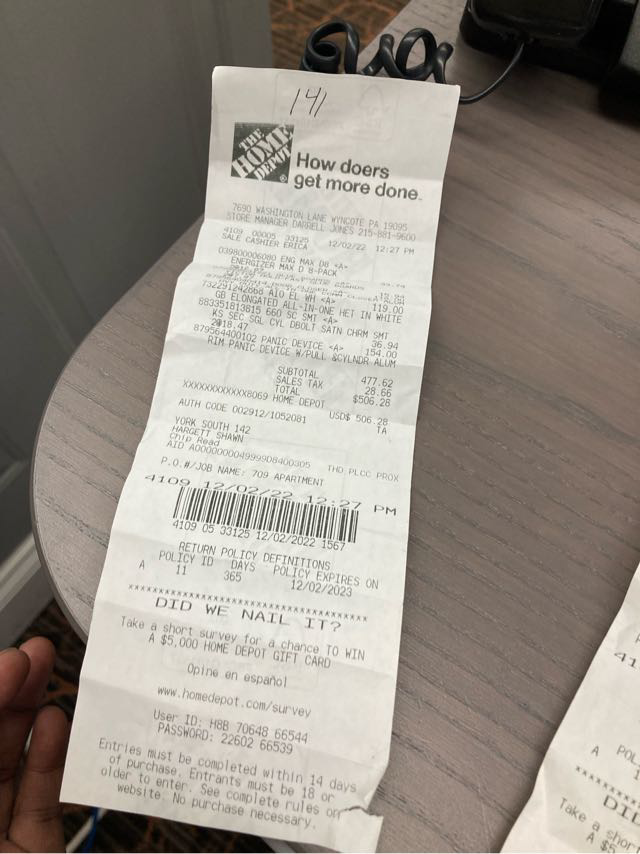 141
THE
HOME
DEPOT
How doers
get more done.
7690 WASHINGTON LANE WYNCOTE PA 19095
STORE MANAGER DARRELL JONES 215-881-9600
4109 00005 33125 12/02/22 12:27 PM
SALE CASHIER ERICA
039800006080 ENG MAX D8 <A>
ENERGIZER MAX D 8-PACK
732291242868 A10 EL WH <A> 119.00
GB ELONGATED ALL-IN-ONE HET IN WHITE
883351813815 660 SC SMT <A>
KS SEC SGL CYL DBOLT SATN CHRM SMT
2@18.47 36.94
879564400102 PANIC DEVICE <A> 154.00
RIM PANIC DEVICE W/PULL &CYLNDR ALUM
SUBTOTAL 477.62
SALES TAX 28.66
TOTAL $506.28
XXXXXXXXXXXX8069 HOME DEPOT
USD$ 506.28
AUTH CODE 002912/1052081 TA
YORK SOUTH 142
HARGETT SHAWN
Chip Read
AID A0000000049999D8400305 THD PLCC PROX
P.O.#/JOB NAME: 709 APARTMENT
4109 12/02/22 12:27 PM
4109 05 33125 12/02/2022 1567
RETURN POLICY DEFINITIONS
POLICY ID DAYS POLICY EXPIRES ON
A 11 365 12/02/2023
DID WE NAIL IT?
Take a short survey for a chance TO WIN
A $5,000 HOME DEPOT GIFT CARD
Opine en español
www.homedepot.com/survey
User ID: H8B 70648 66544
PASSWORD: 22602 66539
Entries must be completed within 14 days
of purchase. Entrants must be 18 or
older to enter. See complete rules on
website. No purchase necessary.
41
A
Take a short
A $5